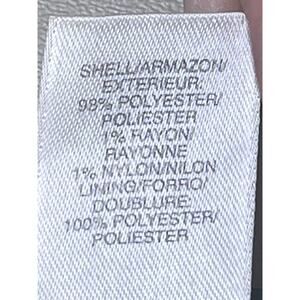 SHELL/ARMAZON/
EXTERIEUR:
98% POLYESTER/
POLIESTER
1% RAYON/
RAYONNE
1% NYLON/NILON
LINING/FORRO/
DOUBLURE:
100% POLYESTER/
POLIESTER